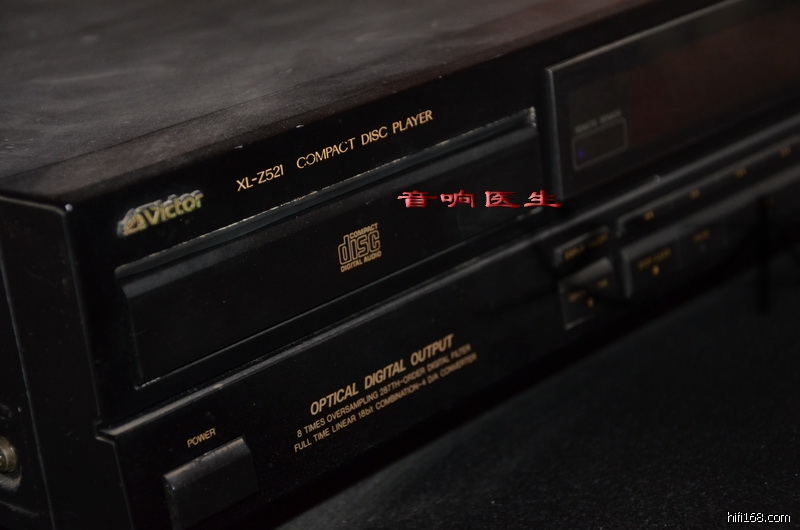 XL-Z521 COMPACT DISC PLAYER
Victor
音响医生
COMPACT
disc
DIGITAL AUDIO
OPTICAL DIGITAL OUTPUT
8 TIMES OVERSAMPLING 287TH-ORDER DIGITAL FILTER
FULL TIME LINEAR 18bit COMBINATION-4 D/A CONVERTER
POWER
hifi168.com